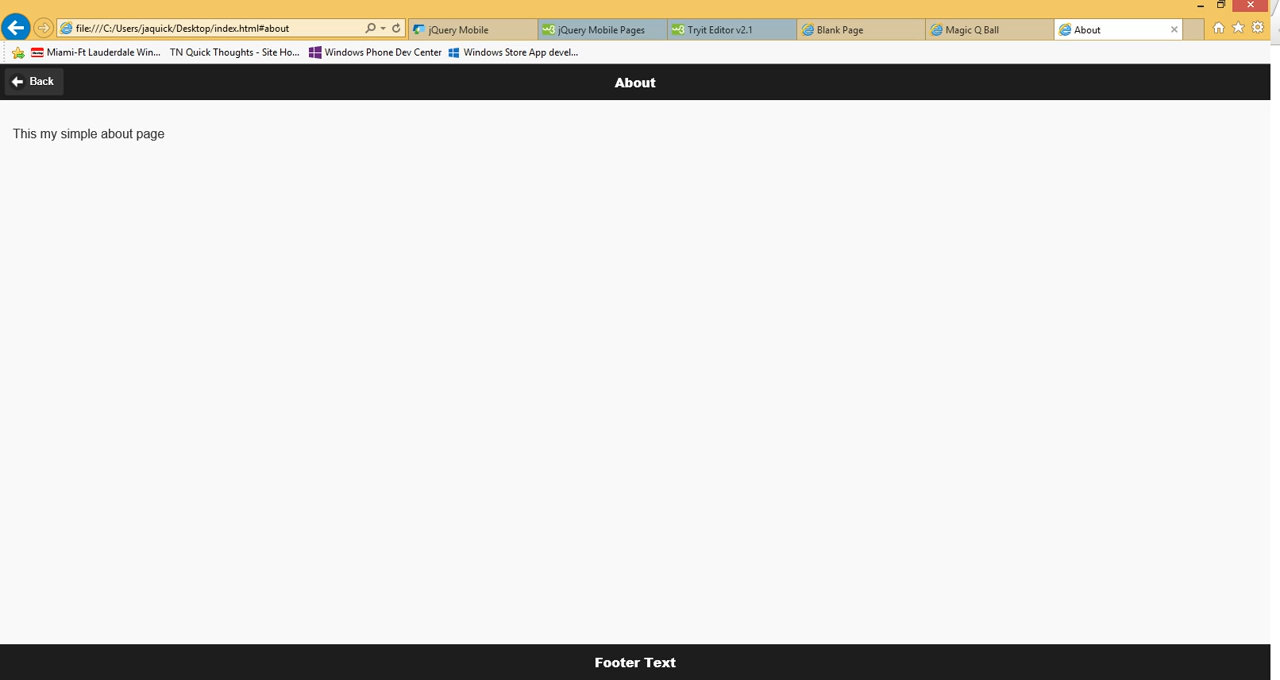 file:///C:/Users/jaquick/Desktop/index.html#about jQuery Mobile jQuery Mobile Pages Tryit Editor v2.1 Blank Page Magic Q Ball About
Miami-Ft Lauderdale Win... TN Quick Thoughts - Site Ho... Windows Phone Dev Center Windows Store App devel...
Back About
This my simple about page
Footer Text